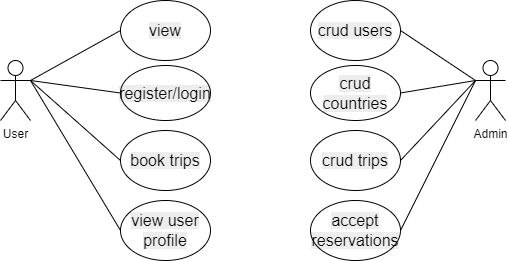 view
crud users
register/login
crud
countries
User
Admin
book trips
crud trips
view user
profile
accept
reservations